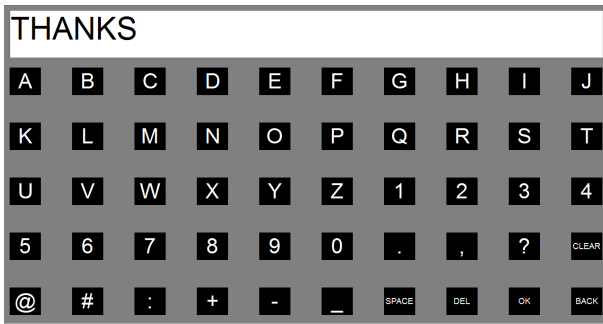 THANKS
A B C D E F G H I J
K L M N O P Q R S T
U V W X Y Z 1 2 3 4
5 6 7 8 9 0 . , ? CLEAR
@ # : + - _ SPACE DEL OK BACK